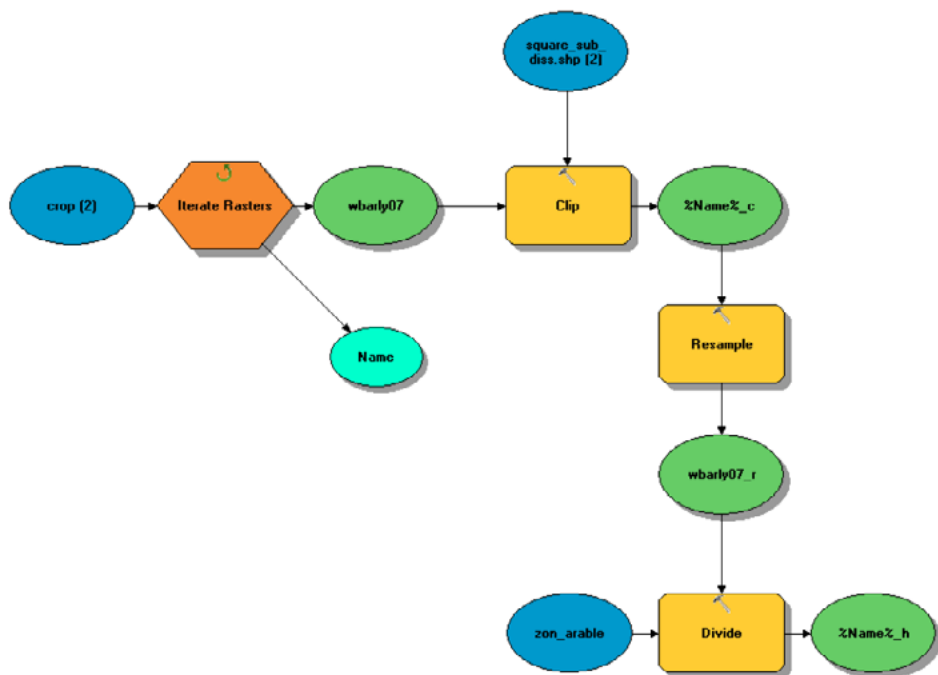 square_sub_
diss.shp (2)
crop (2)
Iterate Rasters
wbarly07
Clip
%Name%_c
Name
Resample
wbarly07_r
zon_arable
Divide
%Name%_h